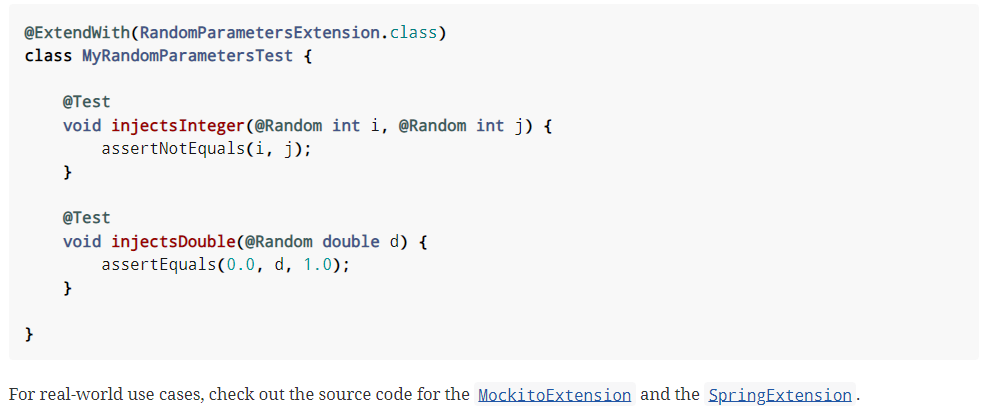 @ExtendWith(RandomParametersExtension.class)
class MyRandomParametersTest {
@Test
void injectsInteger(@Random int i, @Random int j) {
assertNotEquals(i, j);
}
@Test
void injectsDouble(@Random double d) {
assertEquals(0.0, d, 1.0);
}
}
For real-world use cases, check out the source code for the MockitoExtension and the SpringExtension.